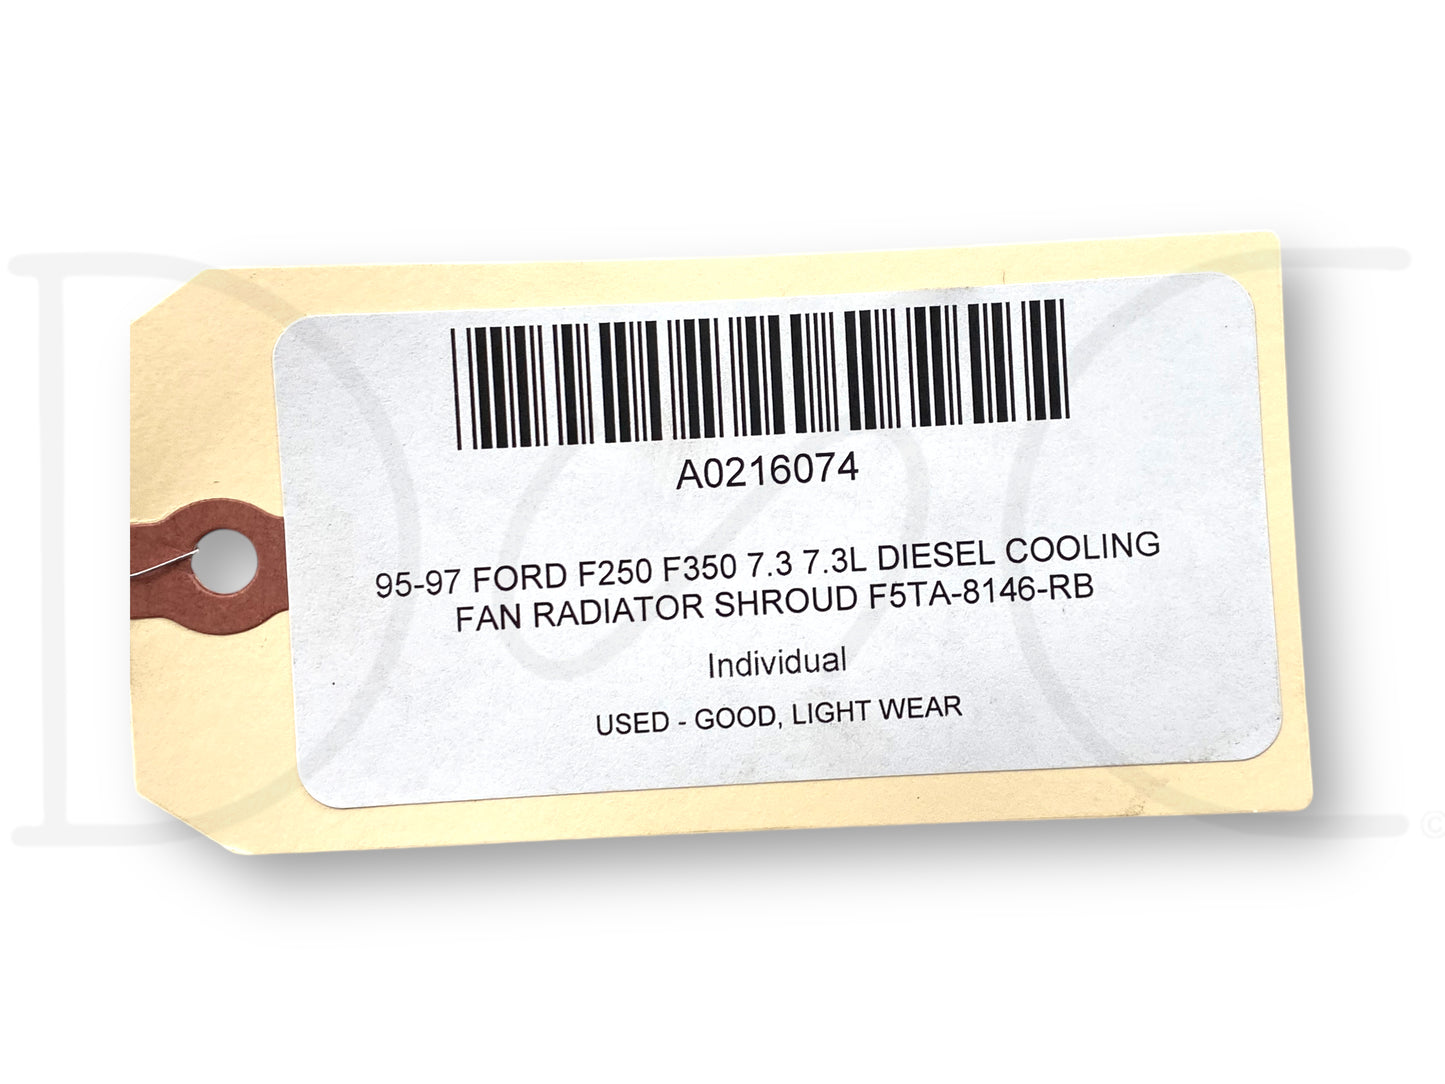 A0216074
95-97 FORD F250 F350 7.3 7.3L DIESEL COOLING
FAN RADIATOR SHROUD F5TA-8146-RB
Individual
USED - GOOD, LIGHT WEAR
DC
©